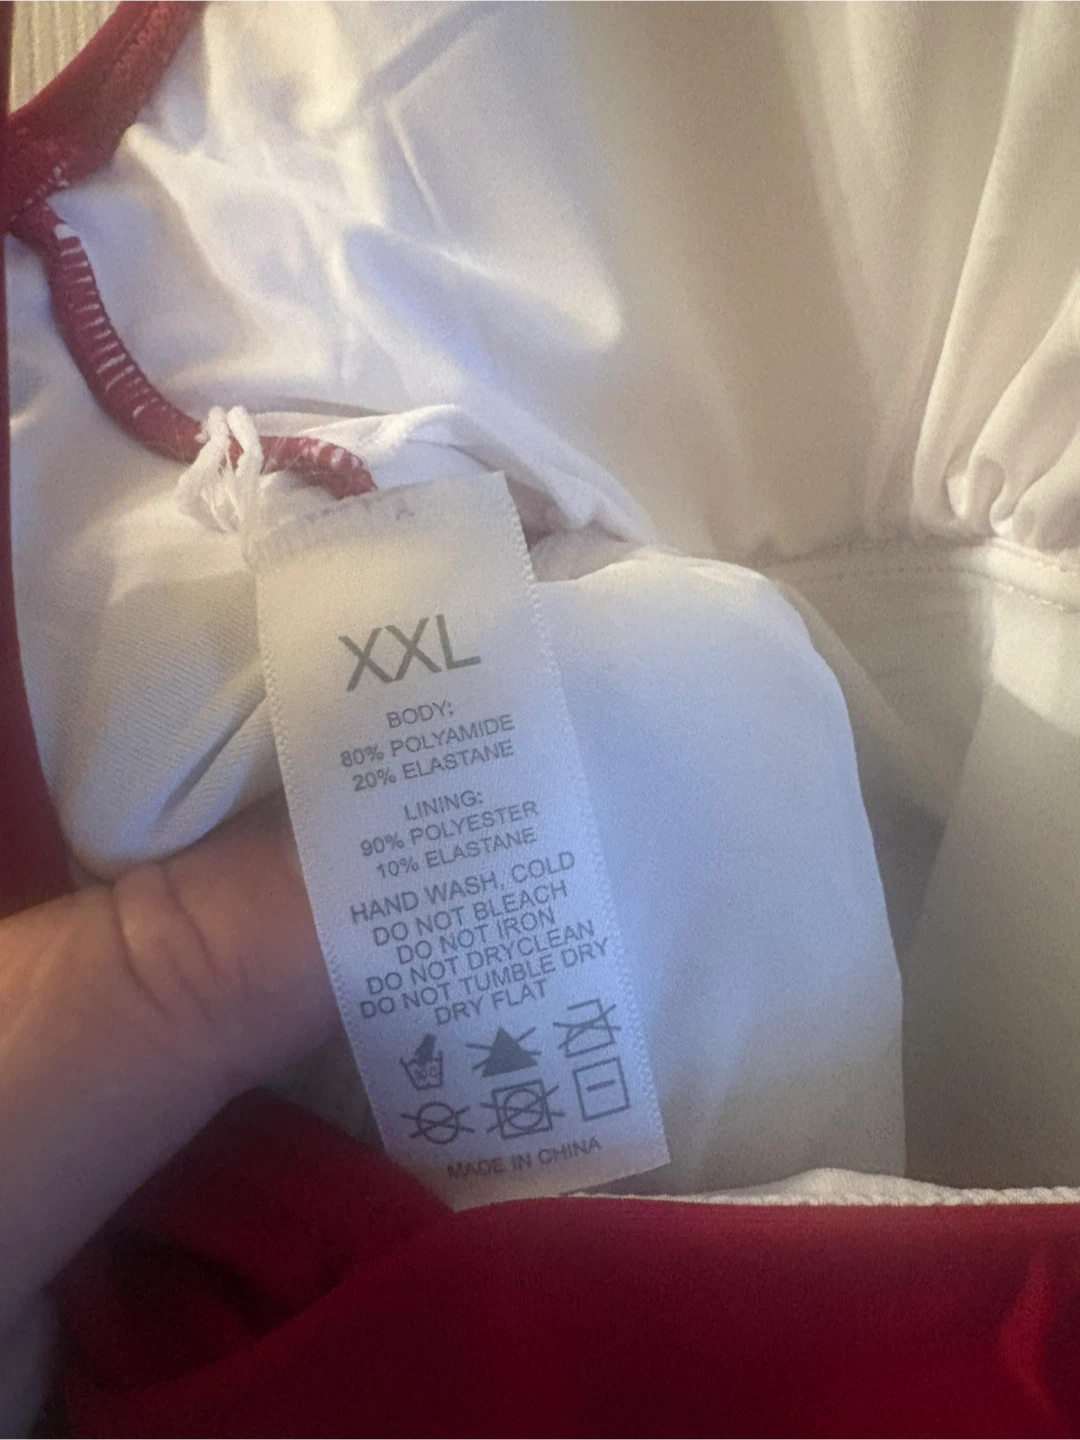 XXL
BODY:
80% POLYAMIDE
20% ELASTANE
LINING:
90% POLYESTER
10% ELASTANE
HAND WASH, COLD
DO NOT BLEACH
DO NOT IRON
DO NOT DRYCLEAN
DO NOT TUMBLE DRY
DRY FLAT
MADE IN CHINA